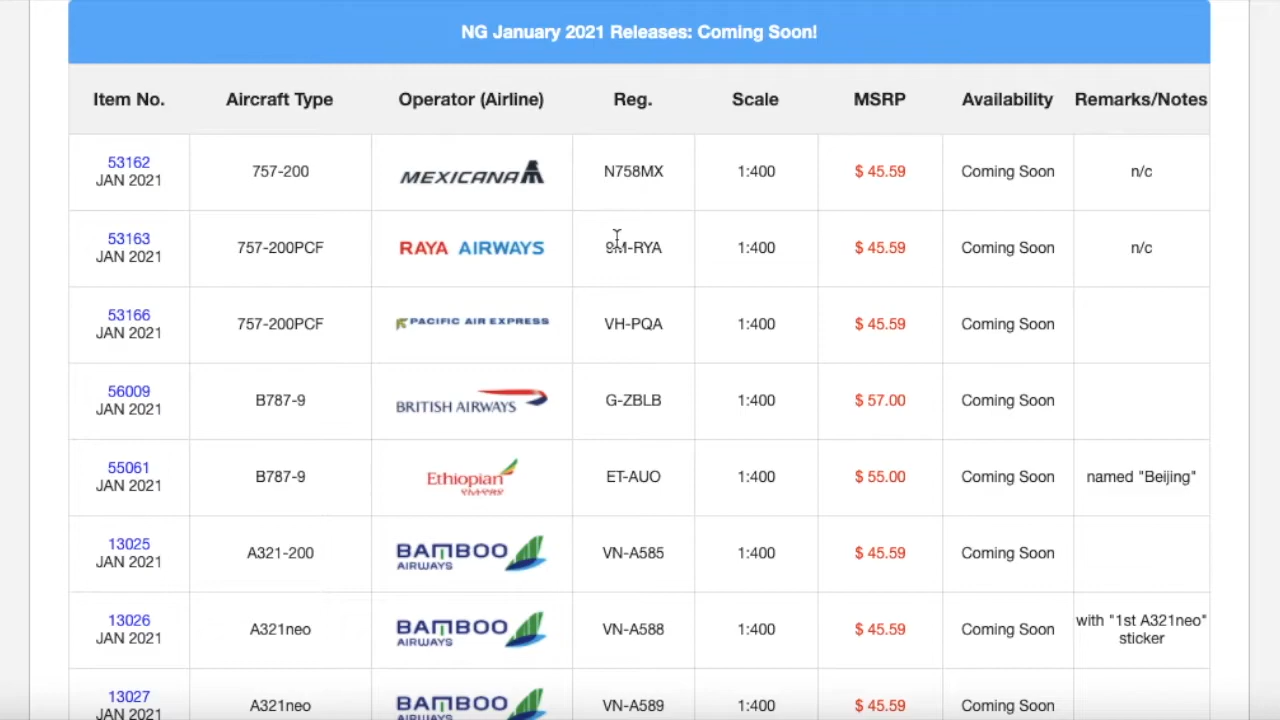 NG January 2021 Releases: Coming Soon!
Item No. Aircraft Type Operator (Airline) Reg. Scale MSRP Availability Remarks/Notes
53162
JAN 2021
757-200 MEXICANA N758MX 1:400 $ 45.59 Coming Soon n/c
53163
JAN 2021
757-200PCF RAYA AIRWAYS 9M-RYA 1:400 $ 45.59 Coming Soon n/c
53166
JAN 2021
757-200PCF PACIFIC AIR EXPRESS VH-PQA 1:400 $ 45.59 Coming Soon
56009
JAN 2021
B787-9 BRITISH AIRWAYS G-ZBLB 1:400 $ 57.00 Coming Soon
55061
JAN 2021
B787-9 Ethiopian ET-AUO 1:400 $ 55.00 Coming Soon named "Beijing"
13025
JAN 2021
A321-200 BAMBOO AIRWAYS VN-A585 1:400 $ 45.59 Coming Soon
13026
JAN 2021
A321neo BAMBOO AIRWAYS VN-A588 1:400 $ 45.59 Coming Soon with "1st A321neo"
sticker
13027
JAN 2021
A321neo BAMBOO AIRWAYS VN-A589 1:400 $ 45.59 Coming Soon